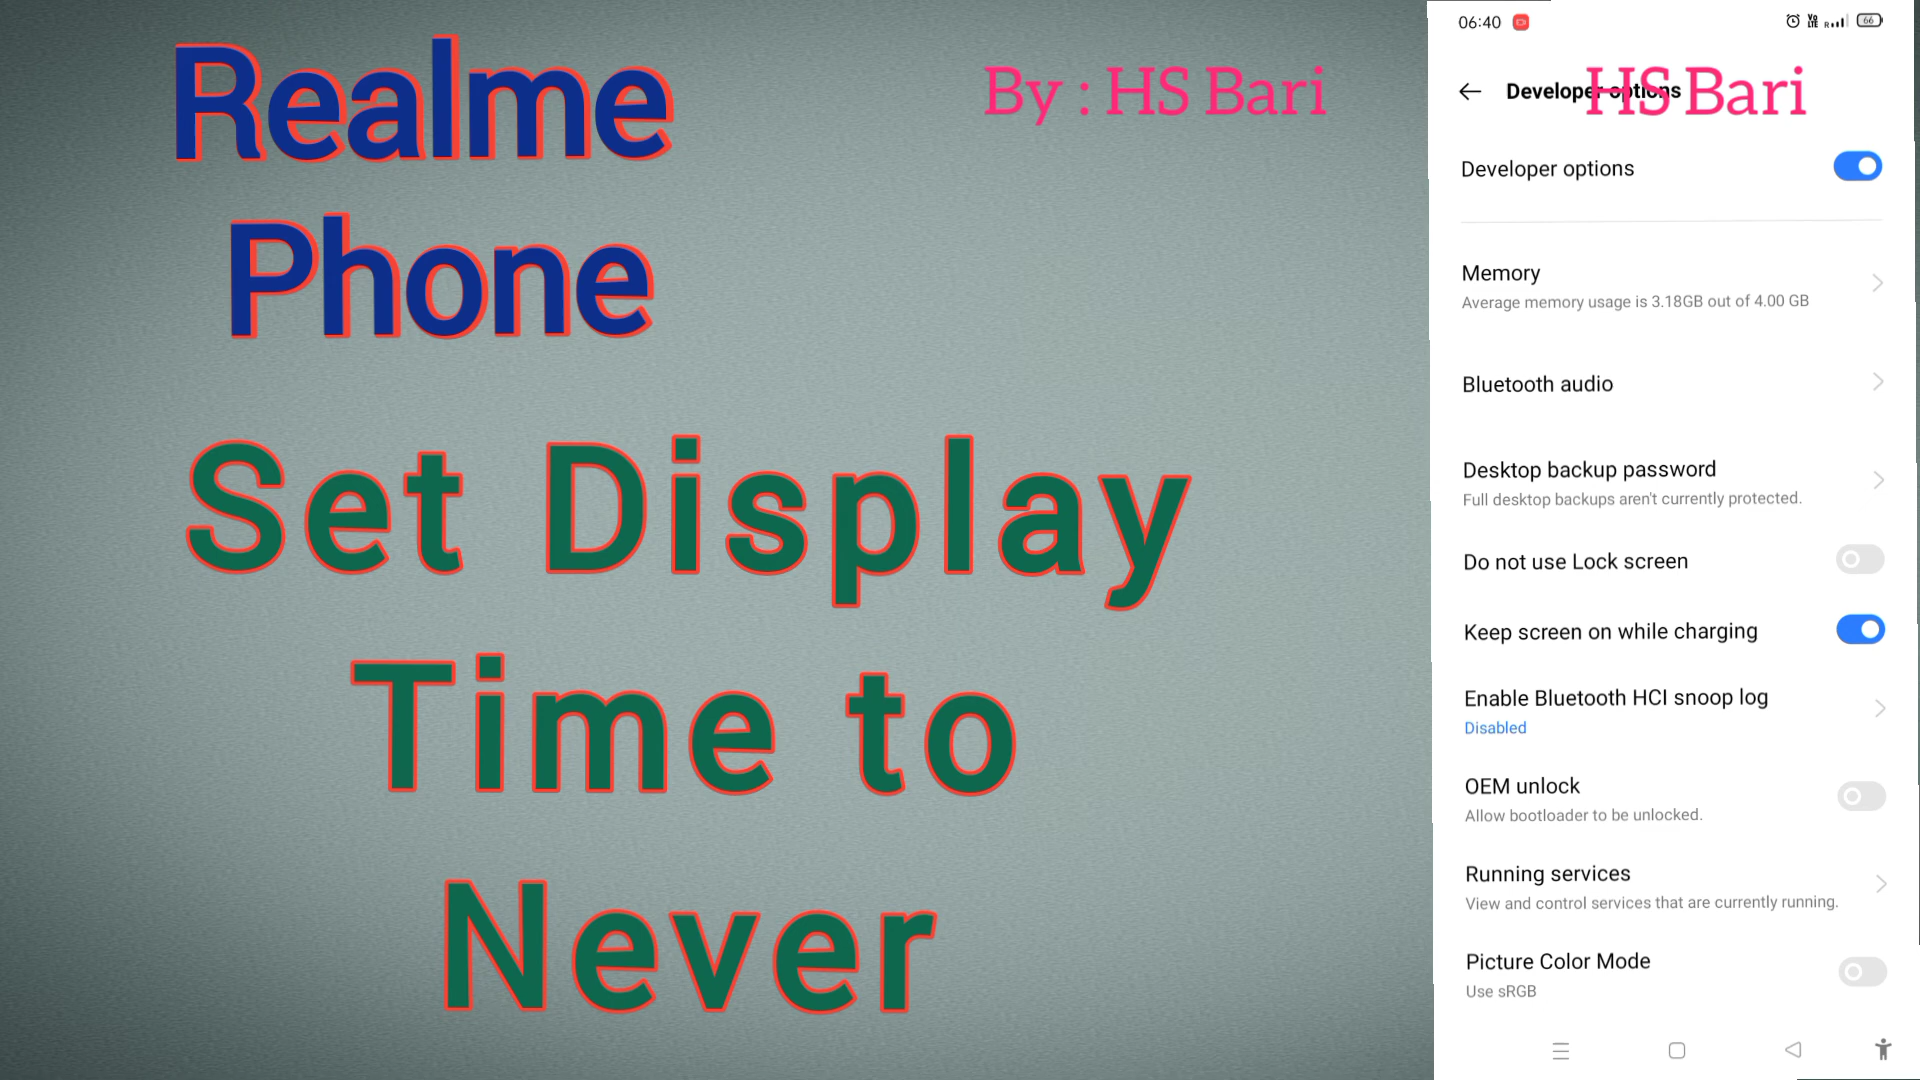 Realme
Phone
Set Display
Time to
Never
By : HS Bari
06:40
66
Developer options
HS Bari
Developer options
Memory
Average memory usage is 3.18GB out of 4.00 GB
Bluetooth audio
Desktop backup password
Full desktop backups aren't currently protected.
Do not use Lock screen
Keep screen on while charging
Enable Bluetooth HCI snoop log
Disabled
OEM unlock
Allow bootloader to be unlocked.
Running services
View and control services that are currently running.
Picture Color Mode
Use sRGB